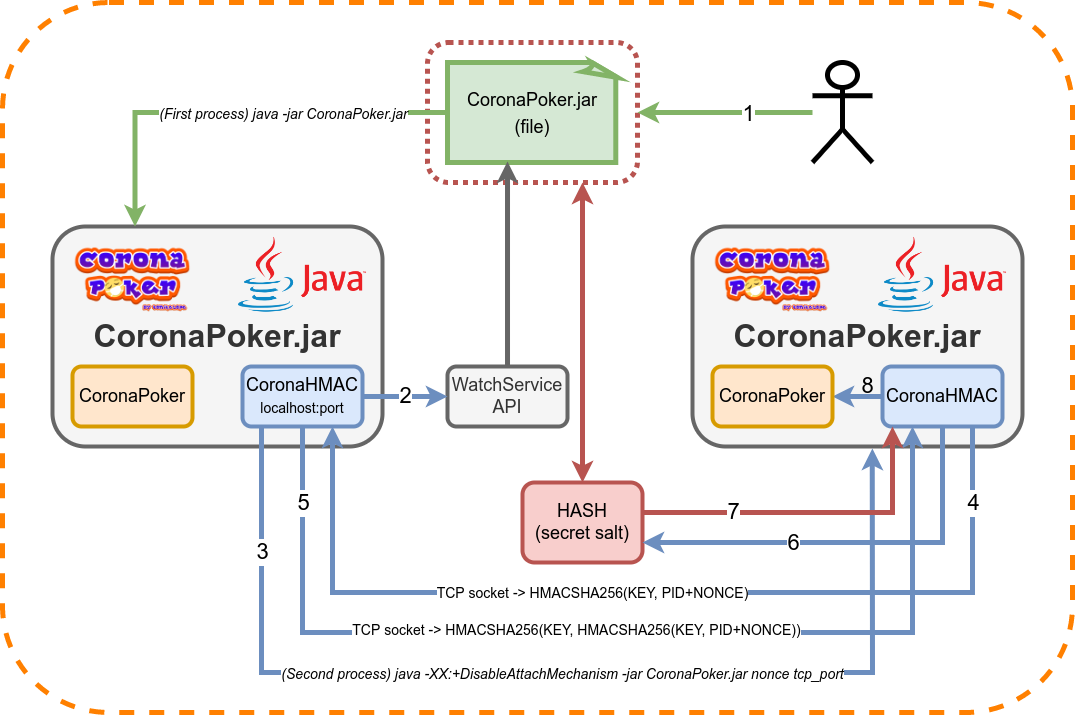 CoronaPoker.jar
(file)
1
(First process) java -jar CoronaPoker.jar
corona
poker
Java
CoronaPoker.jar
CoronaPoker
CoronaHMAC
localhost:port
2
WatchService
API
corona
poker
Java
CoronaPoker.jar
CoronaPoker
8
CoronaHMAC
3
5
HASH
(secret salt)
7
6
4
TCP socket -> HMACSHA256(KEY, PID+NONCE)
TCP socket -> HMACSHA256(KEY, HMACSHA256(KEY, PID+NONCE))
(Second process) java -XX:+DisableAttachMechanism -jar CoronaPoker.jar nonce tcp_port